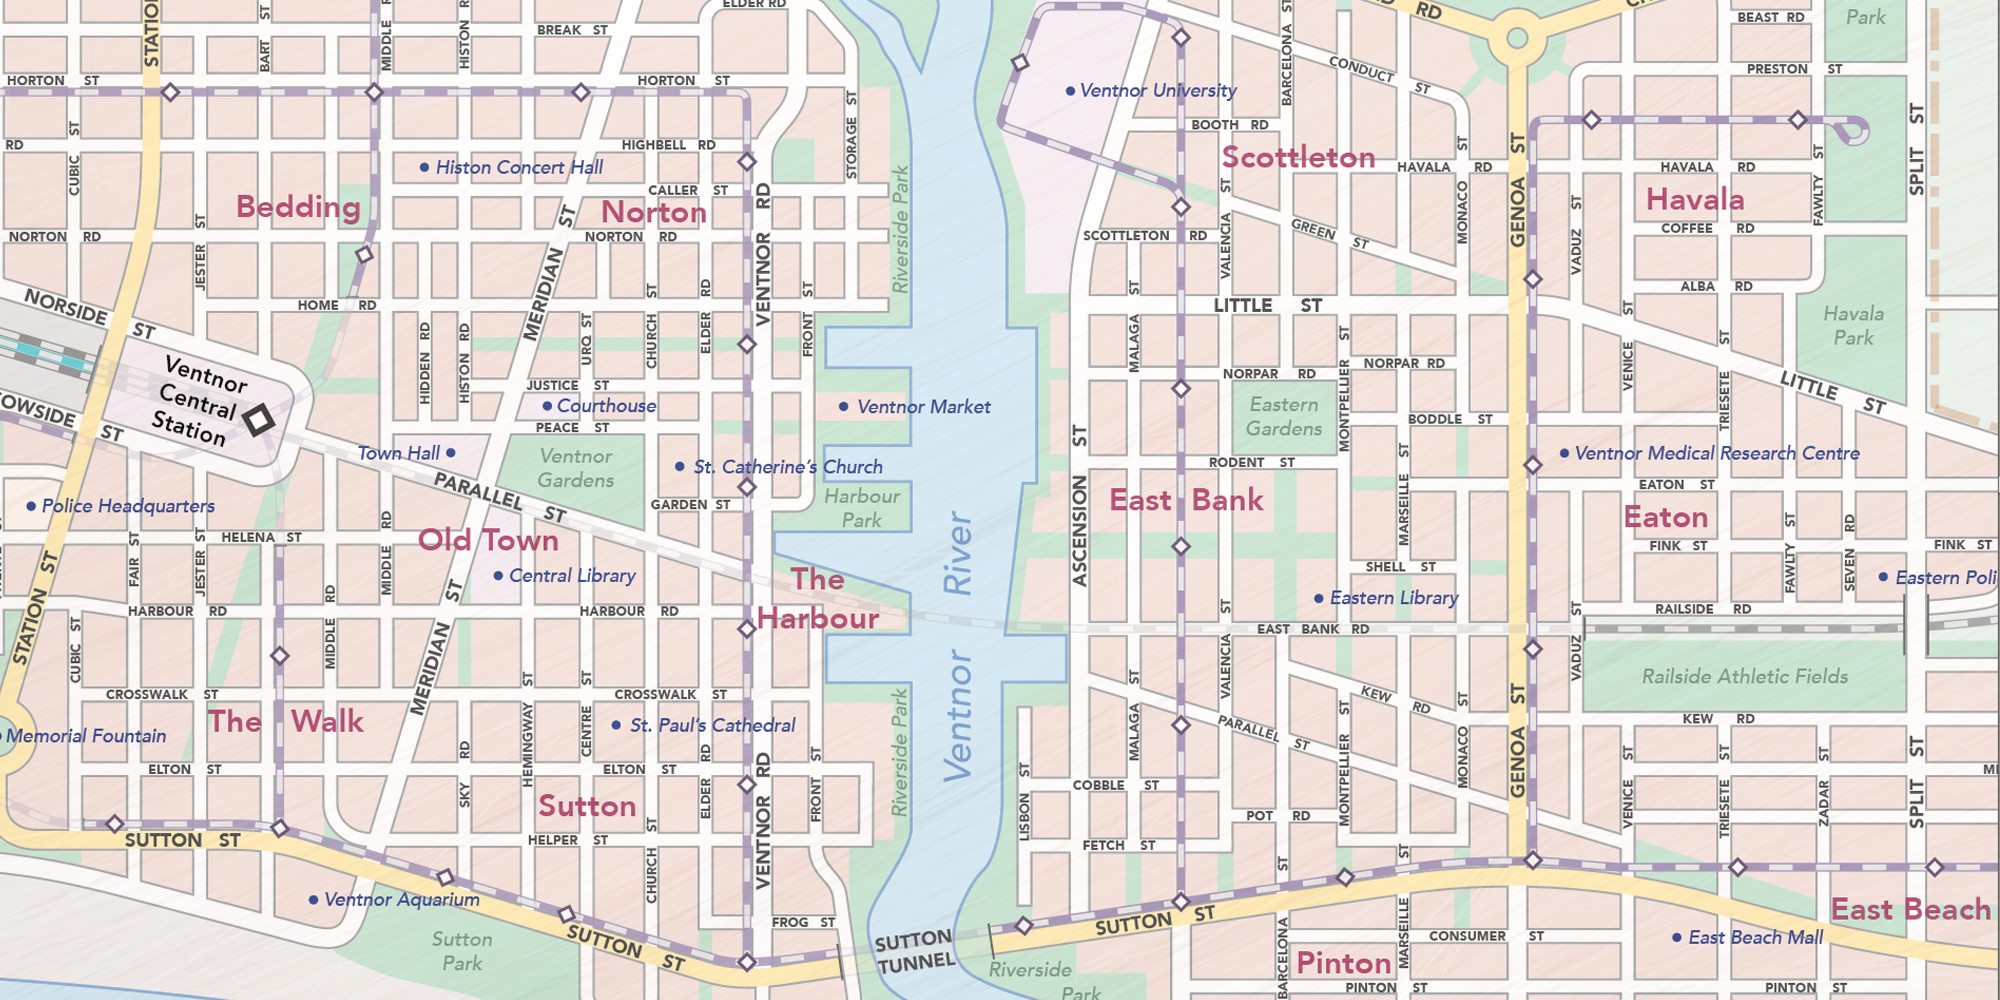 ELDER RD
BREAK ST
STATION
BART ST
MIDDLE
HISTON R
HORTON ST
HORTON ST
RD
CUBIC ST
HIGHBELL RD
STORAGE ST
Histon Concert Hall
CALLER ST
Bedding
Norton
NORTON RD
NORTON RD
JESTER ST
MERIDIAN ST
VENTNOR RD
Riverside Park
NORSIDE ST
HOME RD
HIDDEN RD
HISTON RD
URQ ST
CHURCH ST
ELDER RD
FRONT ST
Ventnor
Central
Station
OWSIDE ST
JUSTICE ST
Courthouse
PEACE ST
Ventnor Market
Town Hall
Ventnor
Gardens
St. Catherine's Church
PARALLEL ST
GARDEN ST
Harbour
Park
Police Headquarters
HELENA ST
Old Town
FAIR ST
JESTER ST
MIDDLE RD
Central Library
The
Harbour
STATION ST
HARBOUR RD
HARBOUR RD
CUBIC ST
MIDDLE RD
MERIDIAN ST
CROSSWALK ST
CROSSWALK ST
The Walk
HEMINGWAY ST
CENTRE ST
St. Paul's Cathedral
Memorial Fountain
ELTON ST
ELTON ST
SKY RD
ELDER RD
VENTNOR RD
FRONT ST
Riverside Park
Sutton
SUTTON ST
HELPER ST
CHURCH ST
Ventnor Aquarium
Sutton
Park
SUTTON ST
FROG ST
SUTTON
TUNNEL
Ventnor River
RD
Ventnor University
BARCELONA ST
CONDUCT ST
BOOTH RD
Scottleton
HAVALA RD
MONACO ST
GENOA ST
SCOTTLETON RD
VALENCIA ST
GREEN ST
MALAGA ST
LITTLE ST
NORPAR RD
NORPAR RD
MONTPELLIER ST
Eastern
Gardens
BODDLE ST
RODENT ST
ASCENSION ST
East Bank
MARSEILLE ST
SHELL ST
Eastern Library
EAST BANK RD
VALENCIA ST
MALAGA ST
KEW RD
PARALLEL ST
MONTPELLIER ST
MONACO ST
GENOA ST
LISBON ST
COBBLE ST
POT RD
FETCH ST
SUTTON ST
BARCELONA ST
MARSEILLE ST
CONSUMER ST
Pinton
PINTON ST
Riverside
Park
BEAST RD
Park
PRESTON ST
SPLIT ST
HAVALA RD
Havala
FAWLTY ST
VADUZ ST
COFFEE RD
ALBA RD
Havala
Park
VENICE ST
TRIESETE ST
LITTLE ST
Ventnor Medical Research Centre
EATON ST
Eaton
FINK ST
FINK ST
FAWLTY ST
SEVEN RD
Eastern Poli
RAILSIDE RD
VADUZ ST
Railside Athletic Fields
KEW RD
VENICE ST
TRIESETE ST
ZADAR ST
SPLIT ST
East Beach
East Beach Mall
PINTON ST